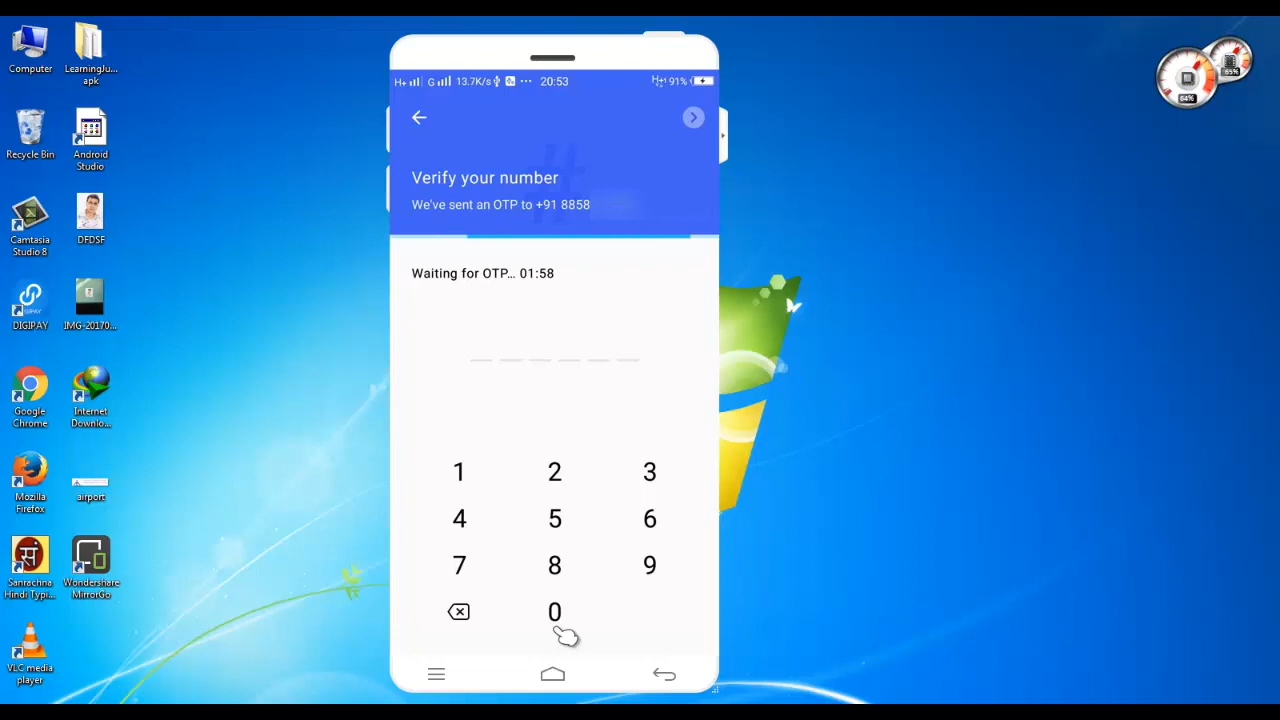 Computer
LearningJu...
apk
Recycle Bin
Android
Studio
Camtasia
Studio 8
DFDSF
DIGIPAY
IMG-20170...
Google
Chrome
Internet
Downlo...
Mozilla
Firefox
airport
Sanrachna
Hindi Typi...
Wondershare
MirrorGo
VLC media
player
H+ G 13.7K/s ... 20:53 91%
Verify your number
We've sent an OTP to +91 8858
Waiting for OTP... 01:58
1 2 3
4 5 6
7 8 9
0
64%
65%